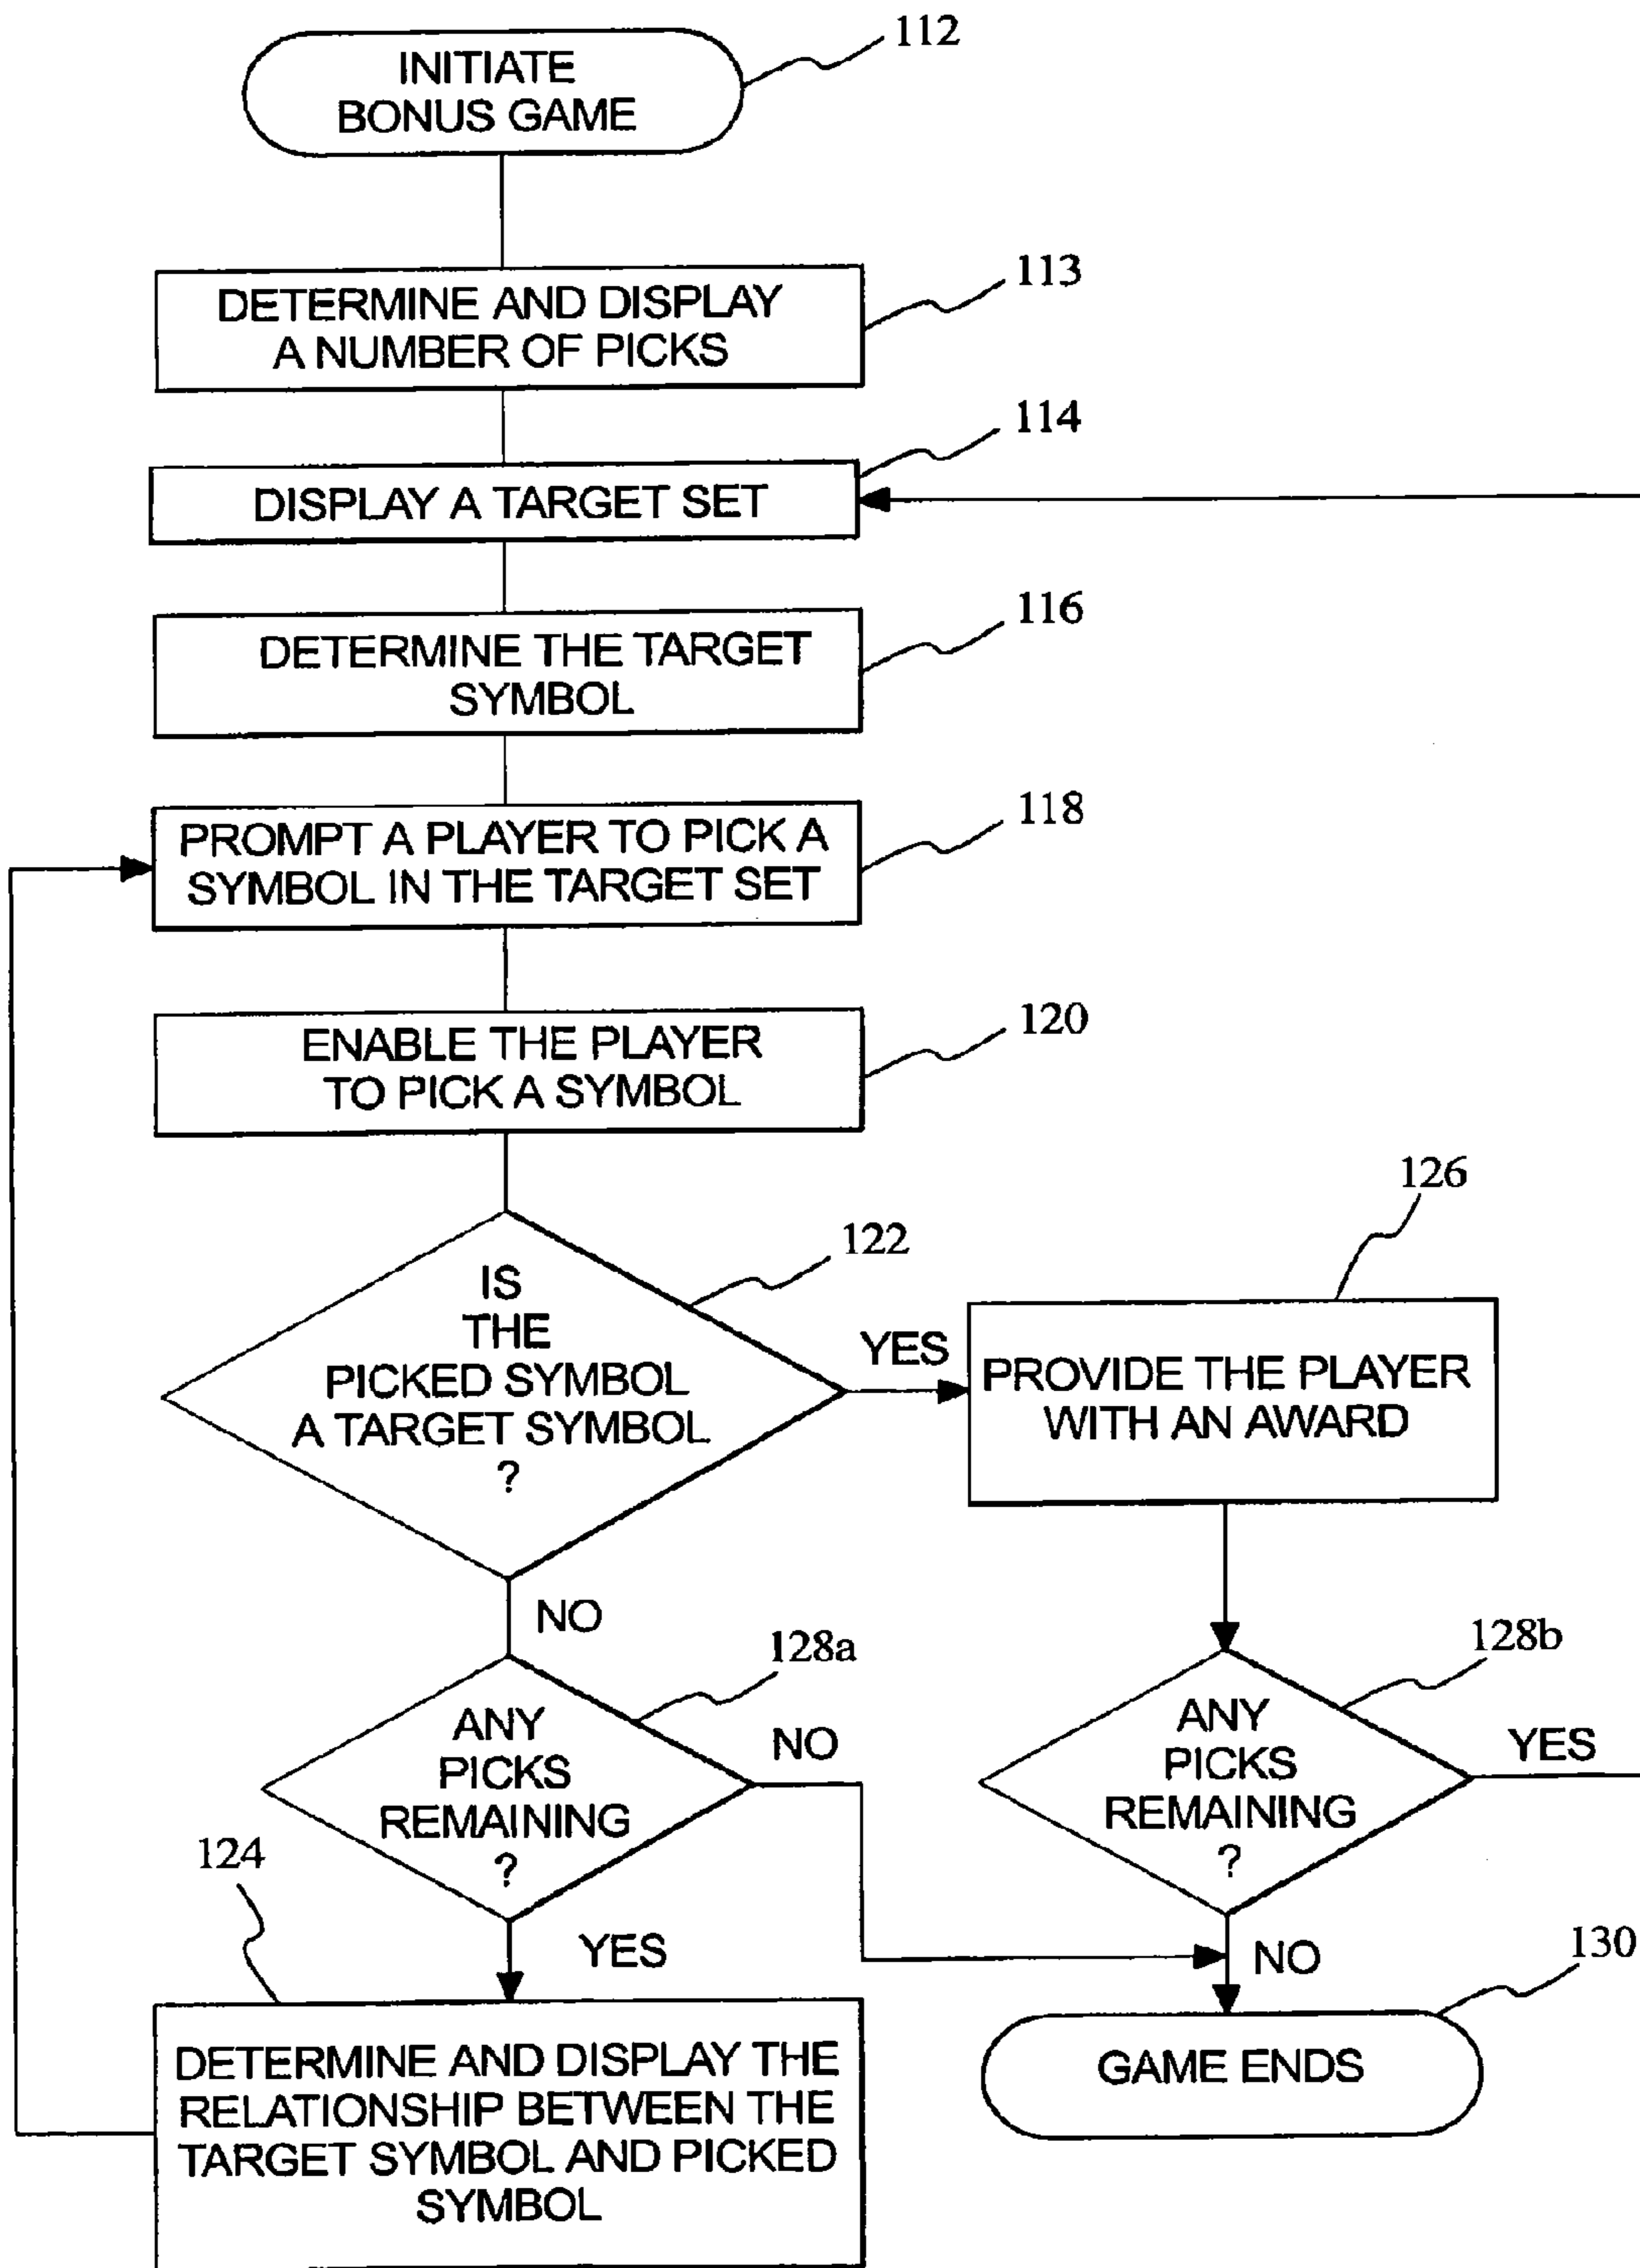 112
INITIATE
BONUS GAME
113
DETERMINE AND DISPLAY
A NUMBER OF PICKS
114
DISPLAY A TARGET SET
116
DETERMINE THE TARGET
SYMBOL
118
PROMPT A PLAYER TO PICK A
SYMBOL IN THE TARGET SET
120
ENABLE THE PLAYER
TO PICK A SYMBOL
122
IS
THE
PICKED SYMBOL
A TARGET SYMBOL
?
YES
126
PROVIDE THE PLAYER
WITH AN AWARD
NO
128a
ANY
PICKS
REMAINING
?
NO
128b
ANY
PICKS
REMAINING
?
YES
124
YES
NO
130
DETERMINE AND DISPLAY THE
RELATIONSHIP BETWEEN THE
TARGET SYMBOL AND PICKED
SYMBOL
GAME ENDS